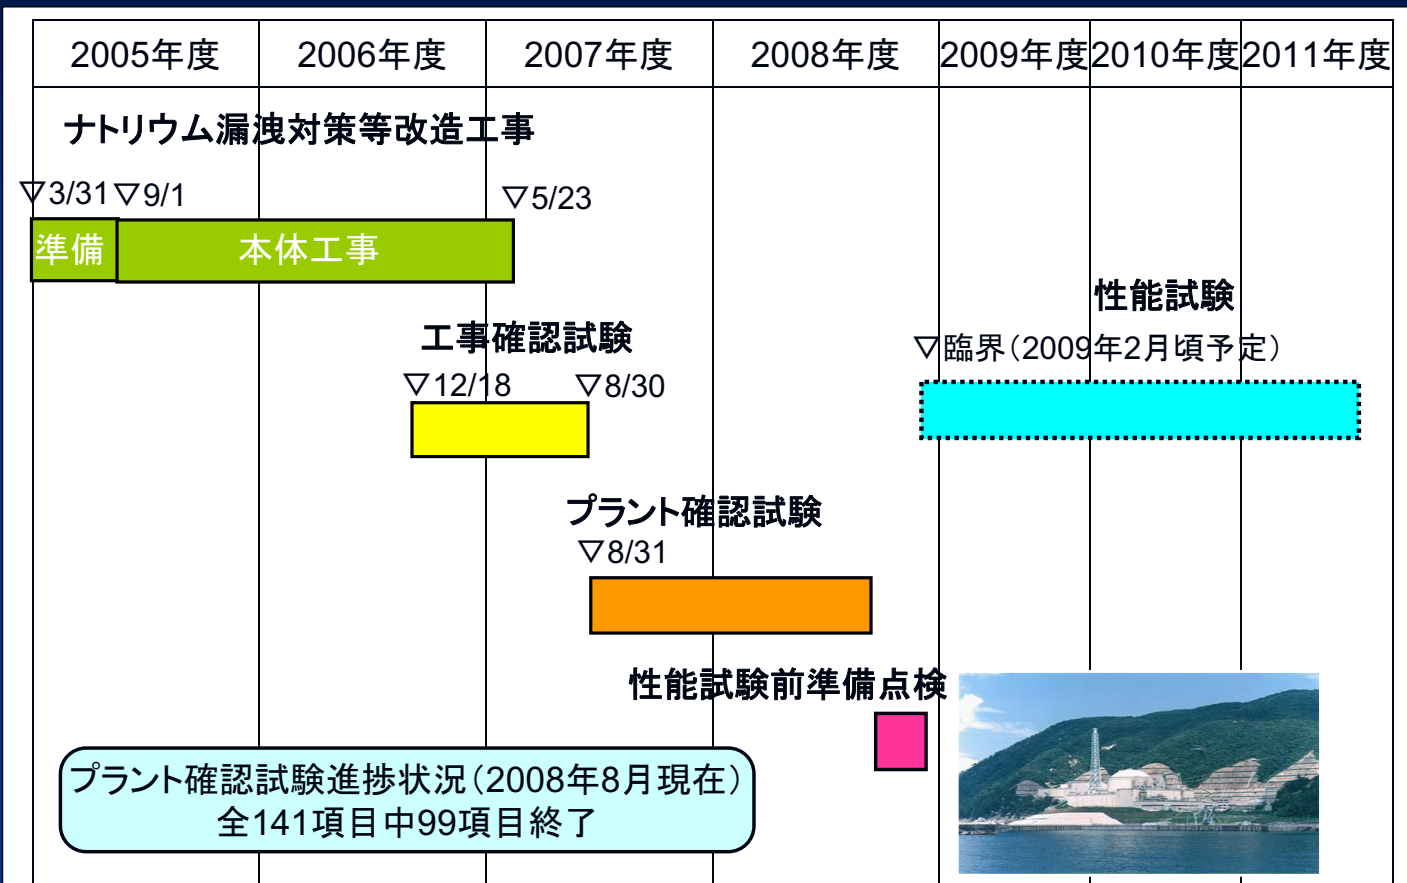 2005年度 2006年度 2007年度 2008年度 2009年度 2010年度 2011年度
ナトリウム漏洩対策等改造工事
▽3/31 ▽9/1 ▽5/23
準備 本体工事
性能試験
工事確認試験
▽臨界(2009年2月頃予定)
▽12/18 ▽8/30
プラント確認試験
▽8/31
性能試験前準備点検
プラント確認試験進捗状況(2008年8月現在)
全141項目中99項目終了